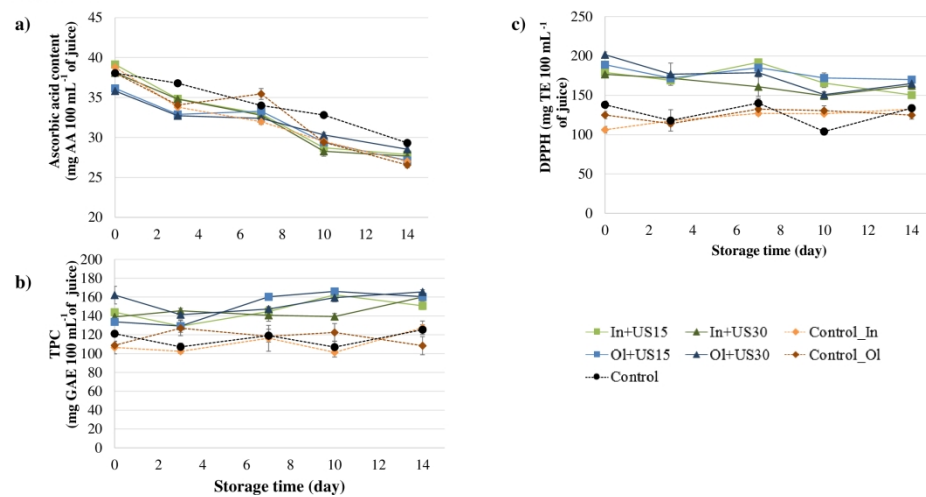 a)
Ascorbic acid content
(mg AA 100 mL⁻¹ of juice)
45
40
35
30
25
20
0 2 4 6 8 10 12 14
b)
TPC
(mg GAE 100 mL⁻¹ of juice)
200
180
160
140
120
100
80
60
40
20
0
0 2 4 6 8 10 12 14
Storage time (day)
c)
DPPH (mg TE 100 mL⁻¹
of juice)
250
200
150
100
50
0
0 2 4 6 8 10 12 14
Storage time (day)
In+US15 In+US30 Control_In
Ol+US15 Ol+US30 Control_Ol
Control